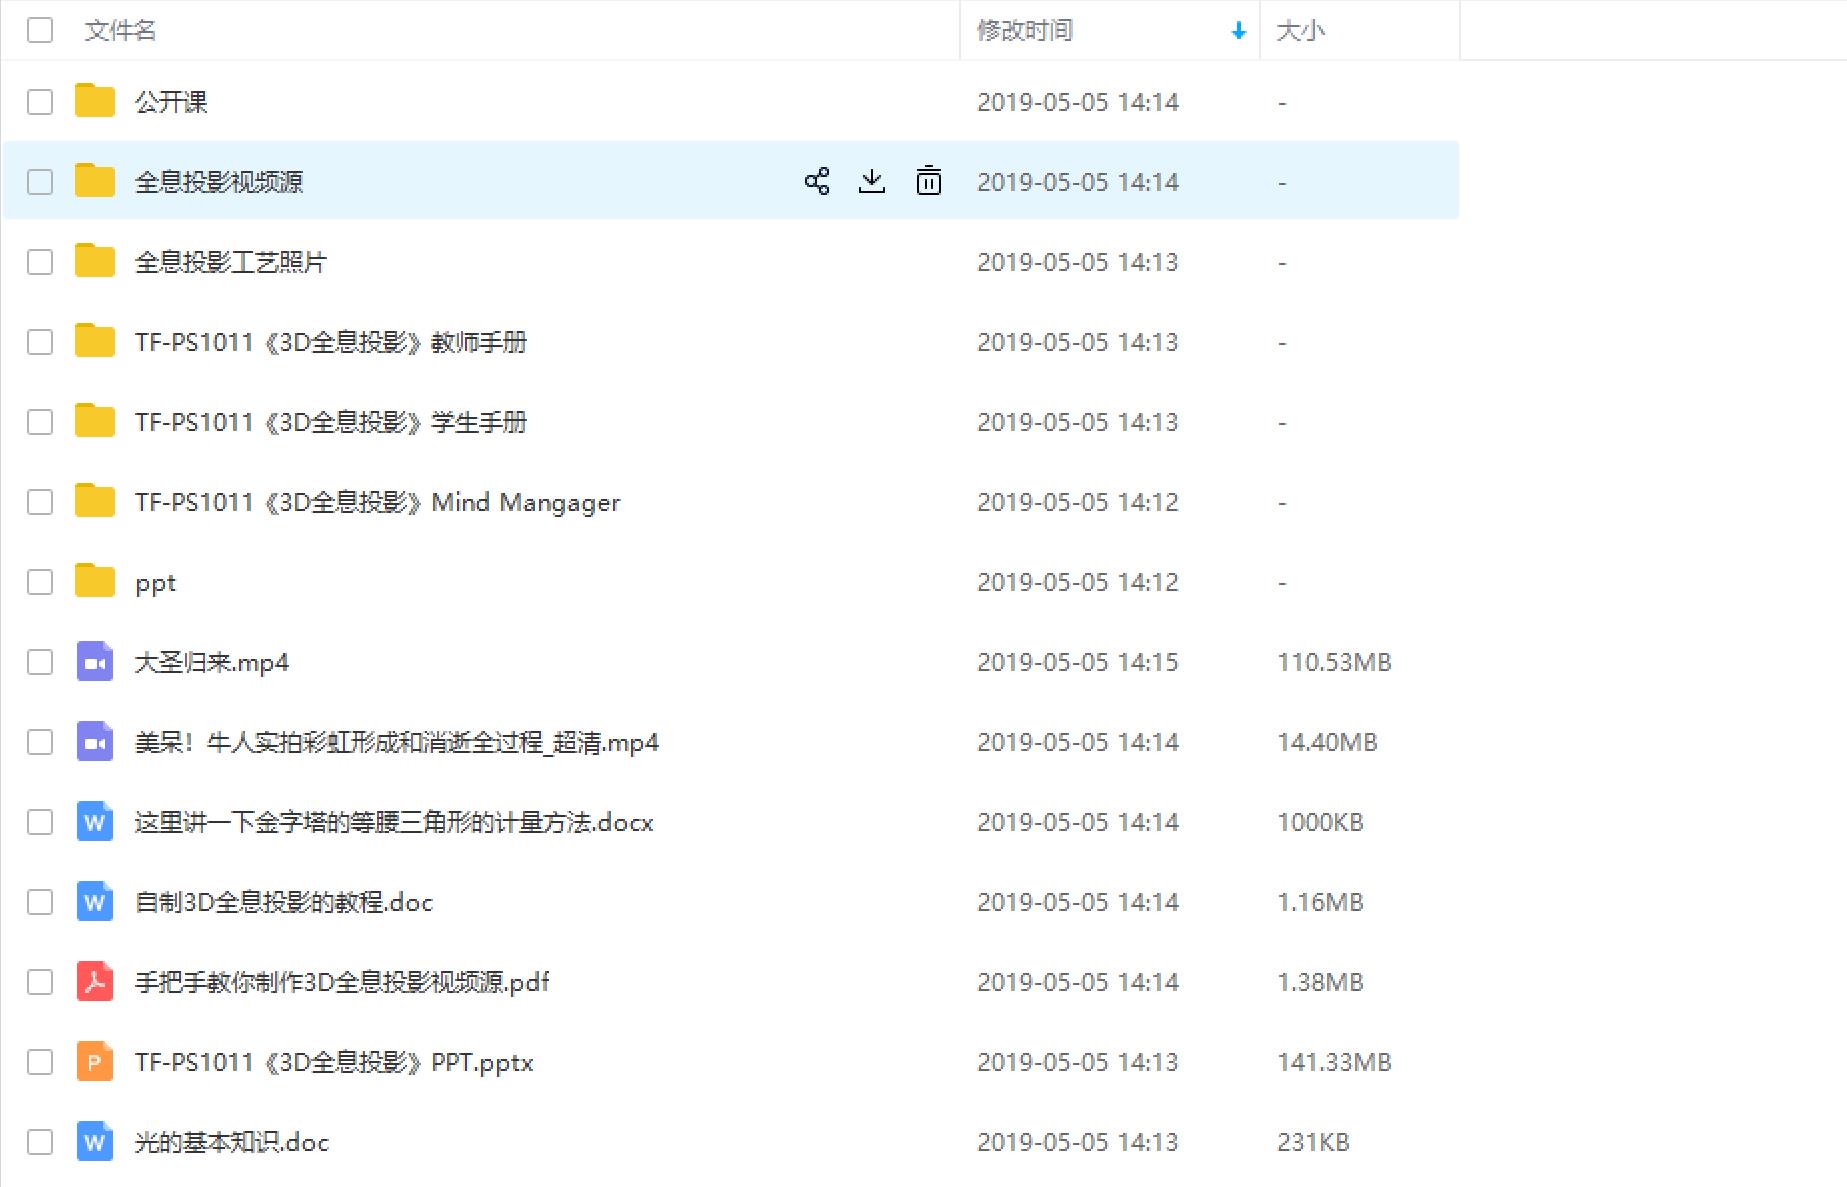 文件名 修改时间 大小
公开课 2019-05-05 14:14 -
全息投影视频源 2019-05-05 14:14 -
全息投影工艺照片 2019-05-05 14:13 -
TF-PS1011《3D全息投影》教师手册 2019-05-05 14:13 -
TF-PS1011《3D全息投影》学生手册 2019-05-05 14:13 -
TF-PS1011《3D全息投影》Mind Mangager 2019-05-05 14:12 -
ppt 2019-05-05 14:12 -
大圣归来.mp4 2019-05-05 14:15 110.53MB
美呆！牛人实拍彩虹形成和消逝全过程_超清.mp4 2019-05-05 14:14 14.40MB
W 这里讲一下金字塔的等腰三角形的计量方法.docx 2019-05-05 14:14 1000KB
W 自制3D全息投影的教程.doc 2019-05-05 14:14 1.16MB
手把手教你制作3D全息投影视频源.pdf 2019-05-05 14:14 1.38MB
P TF-PS1011《3D全息投影》PPT.pptx 2019-05-05 14:13 141.33MB
W 光的基本知识.doc 2019-05-05 14:13 231KB